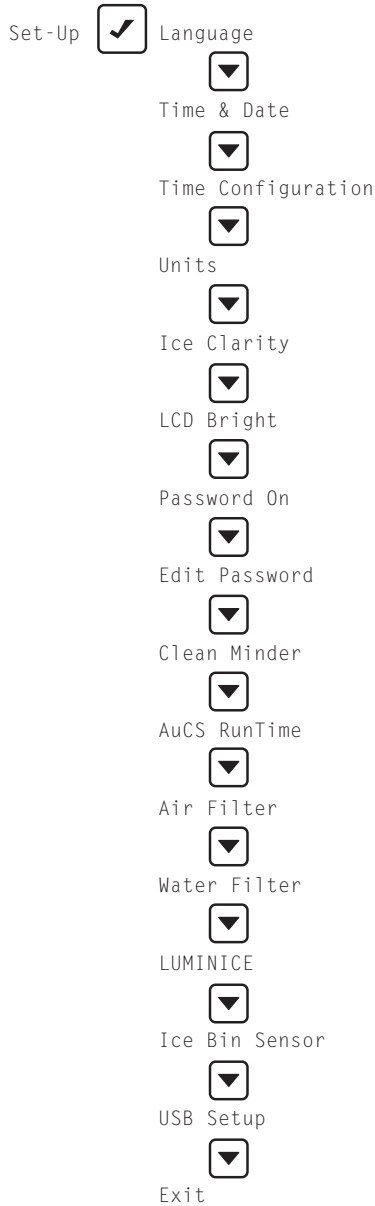 Set-Up Language
Time & Date
Time Configuration
Units
Ice Clarity
LCD Bright
Password On
Edit Password
Clean Minder
AuCS RunTime
Air Filter
Water Filter
LUMINICE
Ice Bin Sensor
USB Setup
Exit